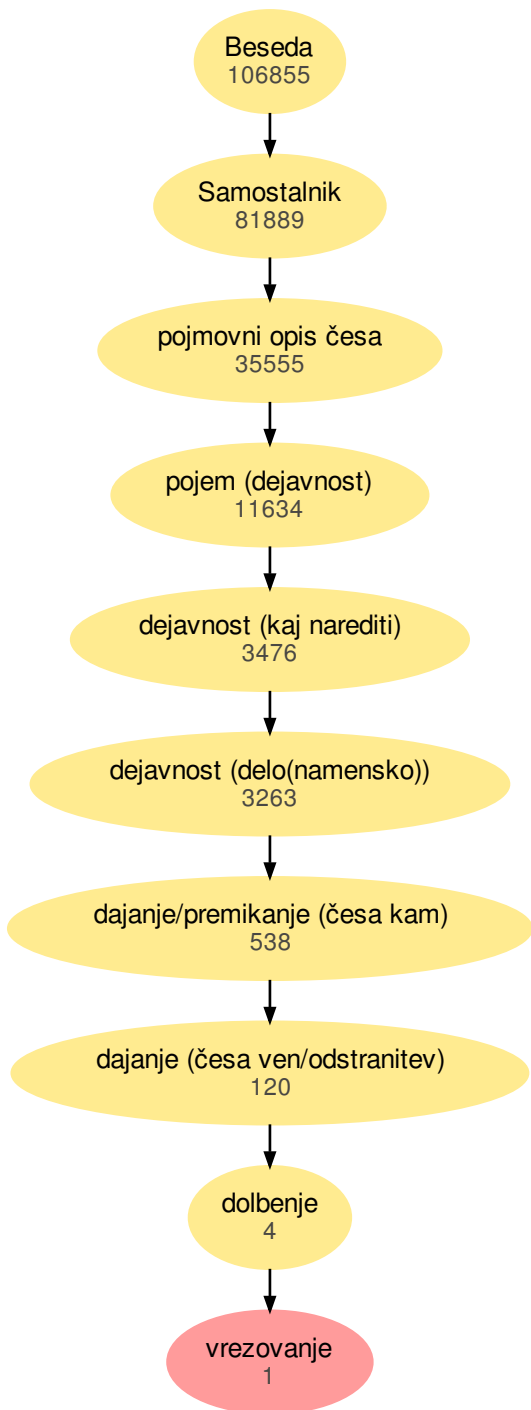 Beseda
106855
Samostalnik
81889
pojmovni opis česa
35555
pojem (dejavnost)
11634
dejavnost (kaj narediti)
3476
dejavnost (delo(namensko))
3263
dajanje/premikanje (česa kam)
538
dajanje (česa ven/odstranitev)
120
dolbenje
4
vrezovanje
1